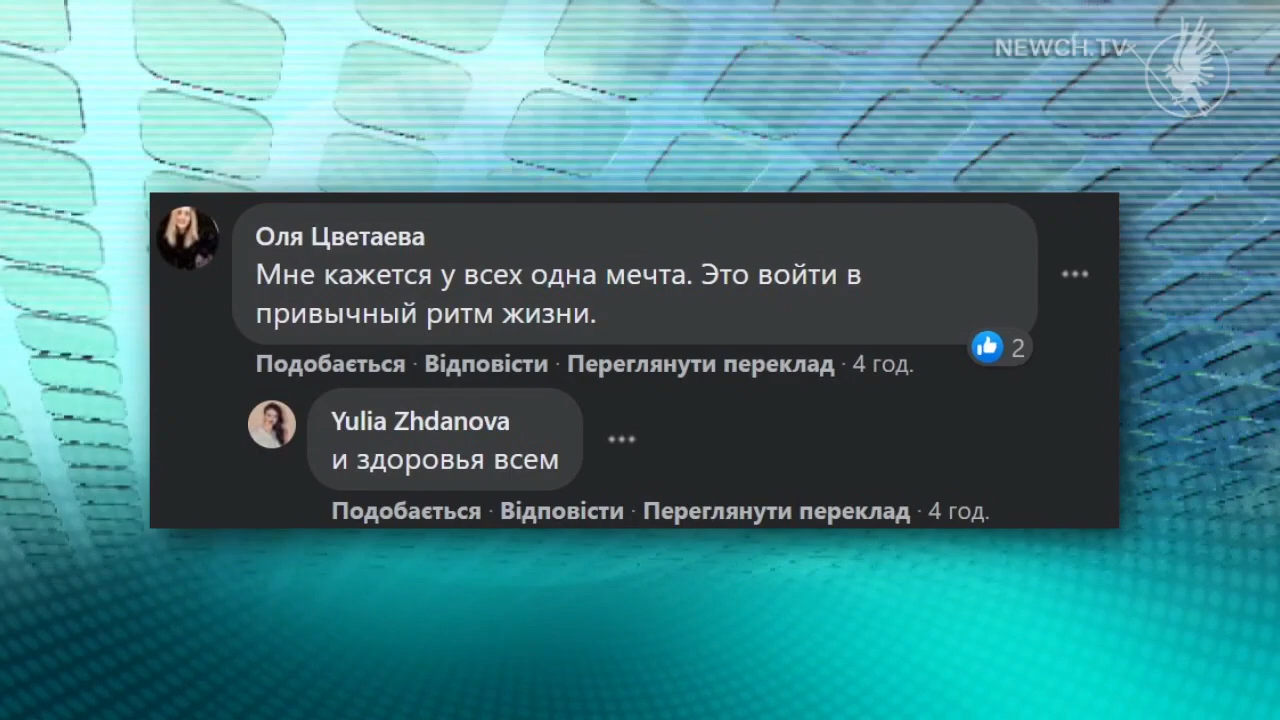 NEWCH.TV
Оля Цветаева
Мне кажется у всех одна мечта. Это войти в
привычный ритм жизни.
2
Подобається · Відповісти · Переглянути переклад · 4 год.
Yulia Zhdanova
и здоровья всем
Подобається · Відповісти · Переглянути переклад · 4 год.